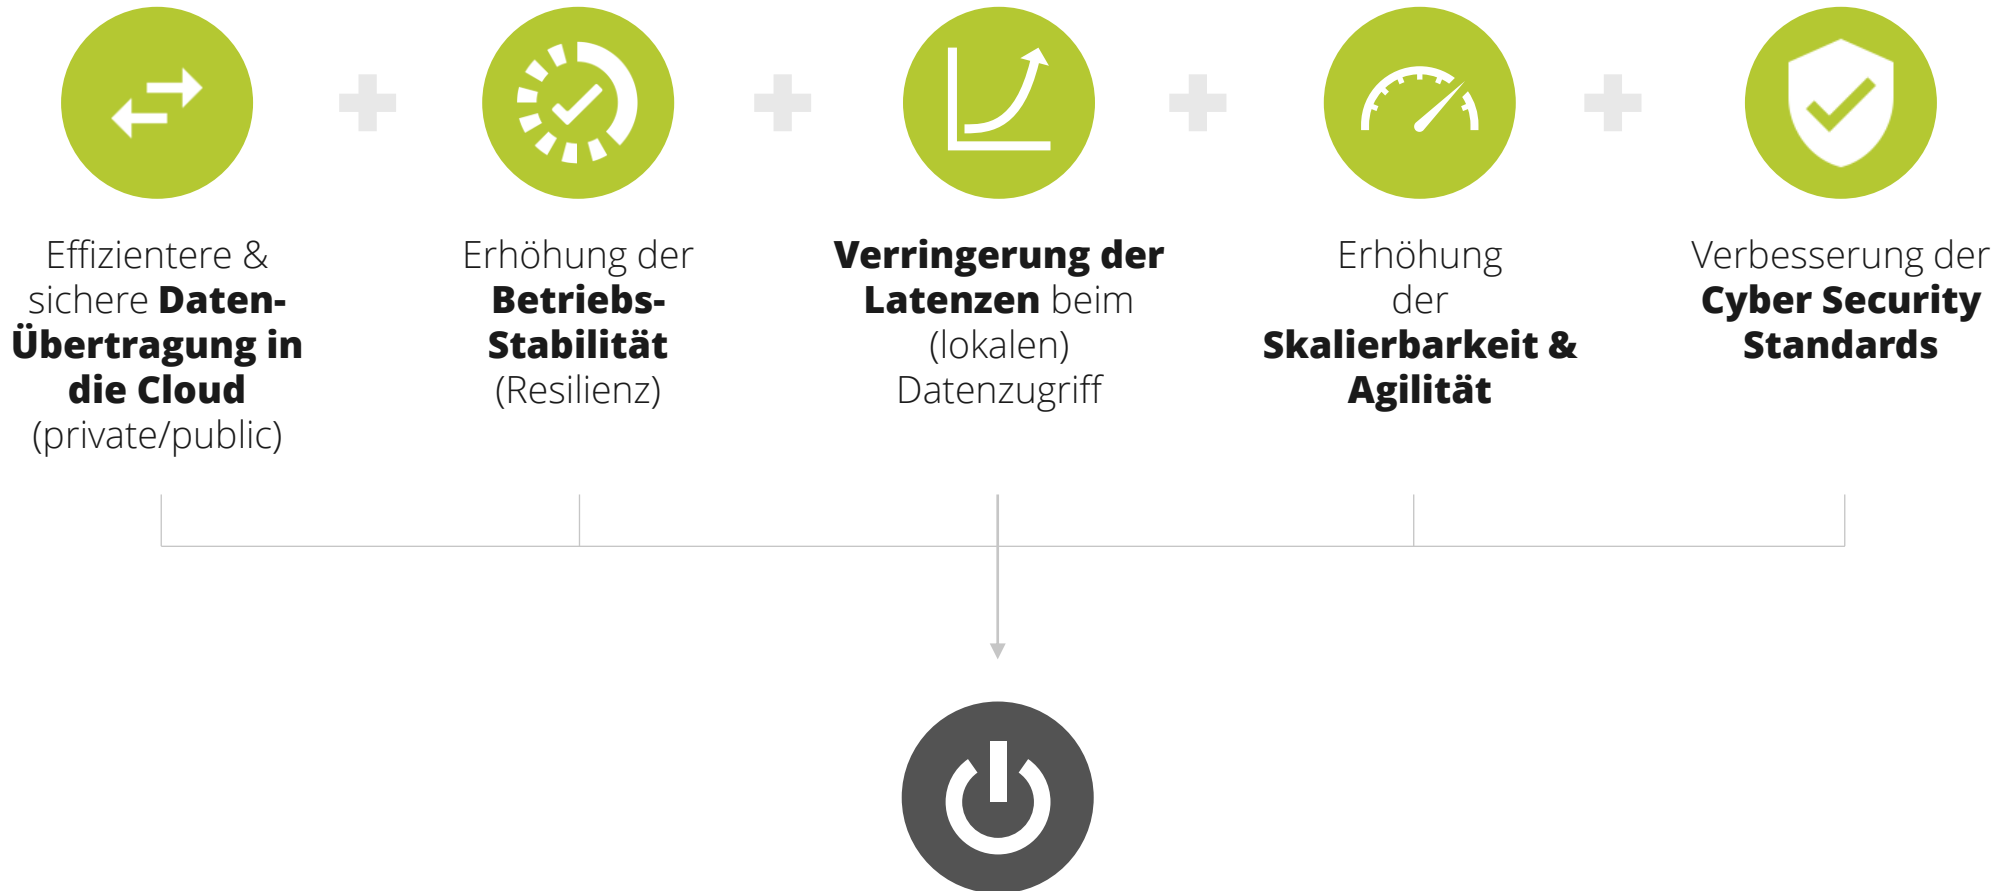 Effizientere &
sichere Daten-
Übertragung in
die Cloud
(private/public)
Erhöhung der
Betriebs-
Stabilität
(Resilienz)
Verringerung der
Latenzen beim
(lokalen)
Datenzugriff
Erhöhung
der
Skalierbarkeit &
Agilität
Verbesserung der
Cyber Security
Standards